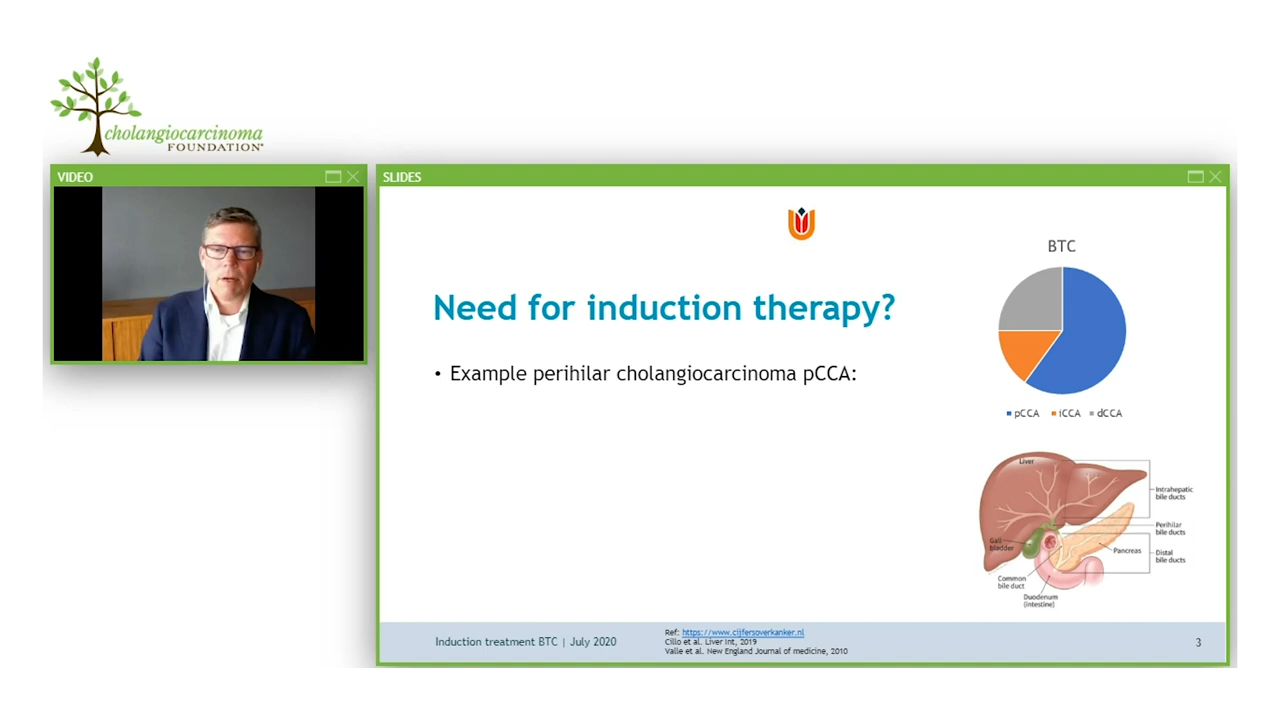 cholangiocarcinoma
FOUNDATION®
VIDEO
SLIDES
BTC
Need for induction therapy?
• Example perihilar cholangiocarcinoma pCCA:
pCCA iCCA dCCA
Liver
Intrahepatic
bile ducts
Perihilar
bile ducts
Gall
bladder
Pancreas
Distal
bile ducts
Common
bile duct
Duodenum
(intestine)
Induction treatment BTC | July 2020
Ref: https://www.cijfersoverkanker.nl
Cillo et al. Liver Int, 2019
Valle et al. New England Journal of medicine, 2010
3